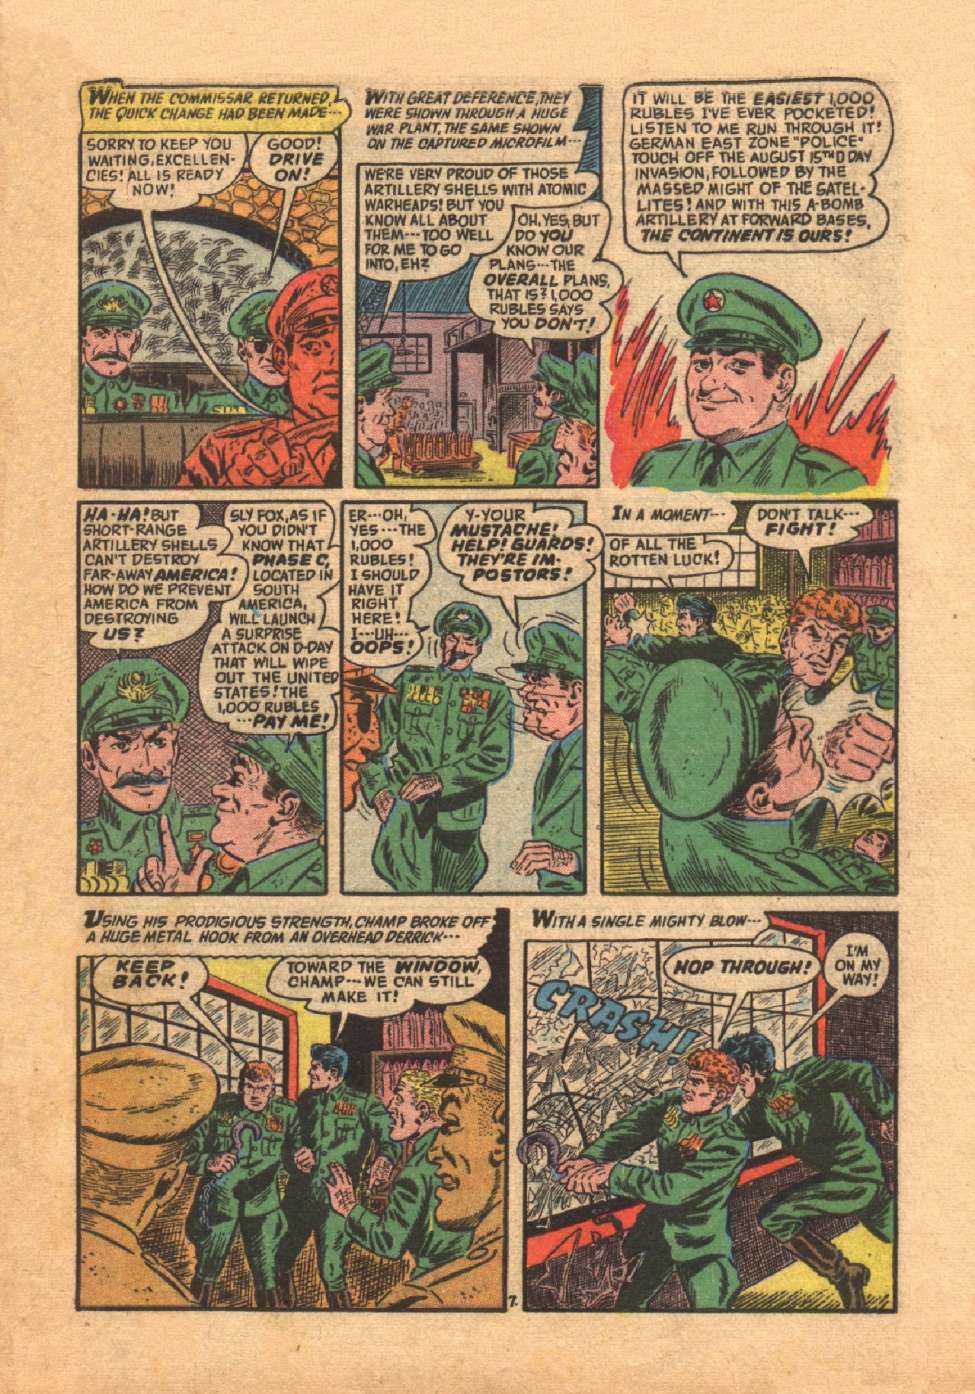 WHEN THE COMMISSAR RETURNED,
THE QUICK CHANGE HAD BEEN MADE---
SORRY TO KEEP YOU
WAITING, EXCELLEN-
CIES! ALL IS READY
NOW!
GOOD!
DRIVE
ON!
WITH GREAT DEFERENCE, THEY
WERE SHOWN THROUGH A HUGE
WAR PLANT, THE SAME SHOWN
ON THE CAPTURED MICROFILM---
WE'RE VERY PROUD OF THOSE
ARTILLERY SHELLS WITH ATOMIC
WARHEADS! BUT YOU
KNOW ALL ABOUT
THEM---TOO WELL
FOR ME TO GO
INTO, EH?
OH, YES, BUT
DO YOU
KNOW OUR
PLANS---THE
OVERALL PLANS,
THAT IS? 1,000
RUBLES SAYS
YOU DON'T!
IT WILL BE THE EASIEST 1,000
RUBLES I'VE EVER POCKETED!
LISTEN TO ME RUN THROUGH IT!
GERMAN EAST ZONE "POLICE"
TOUCH OFF THE AUGUST 15TH D DAY
INVASION, FOLLOWED BY THE
MASSED MIGHT OF THE SATEL-
LITES! AND WITH THIS A-BOMB
ARTILLERY AT FORWARD BASES,
THE CONTINENT IS OURS!
HA-HA! BUT
SHORT-RANGE
ARTILLERY SHELLS
CAN'T DESTROY
FAR-AWAY AMERICA!
HOW DO WE PREVENT
AMERICA FROM
DESTROYING
US?
SLY FOX, AS IF
YOU DIDN'T
KNOW THAT
PHASE C,
LOCATED IN
SOUTH
AMERICA,
WILL LAUNCH
A SURPRISE
ATTACK ON D-DAY
THAT WILL WIPE
OUT THE UNITED
STATES! THE
1,000 RUBLES
---PAY ME!
ER---OH,
YES---THE
1,000
RUBLES!
I SHOULD
HAVE IT
RIGHT
HERE!
I---UH---
OOPS!
Y-YOUR
MUSTACHE!
HELP! GUARDS!
THEY'RE IM-
POSTORS!
IN A MOMENT---
OF ALL THE
ROTTEN LUCK!
DON'T TALK---
FIGHT!
USING HIS PRODIGIOUS STRENGTH, CHAMP BROKE OFF
A HUGE METAL HOOK FROM AN OVERHEAD DERRICK---
KEEP
BACK!
TOWARD THE WINDOW,
CHAMP---WE CAN STILL
MAKE IT!
7.
WITH A SINGLE MIGHTY BLOW---
HOP THROUGH!
I'M
ON MY
WAY!
CRASH!